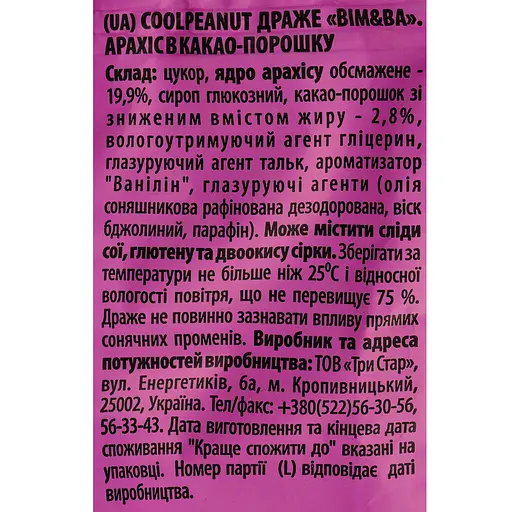 (UA) COOLPEANUT ДРАЖЕ «ВІМ&ВА».
АРАХІС В КАКАО-ПОРОШКУ
Склад: цукор, ядро арахісу обсмажене -
19,9%, сироп глюкозний, какао-порошок зі
зниженим вмістом жиру - 2,8%,
вологоутримуючий агент гліцерин,
глазуруючий агент тальк, ароматизатор
"Ванілін", глазуруючі агенти (олія
соняшникова рафінована дезодорована, віск
бджолиний, парафін). Може містити сліди
сої, глютену та двоокису сірки. Зберігати за
температури не більше ніж 25⁰С і відносної
вологості повітря, що не перевищує 75 %.
Драже не повинно зазнавати впливу прямих
сонячних променів. Виробник та адреса
потужностей виробництва: ТОВ «Три Стар»,
вул. Енергетиків, 6а, м. Кропивницький,
25002, Україна. Тел/факс: +380(522)56-30-56,
56-33-43. Дата виготовлення та кінцева дата
споживання "Краще спожити до" вказані на
упаковці. Номер партії (L) відповідає даті
виробництва.